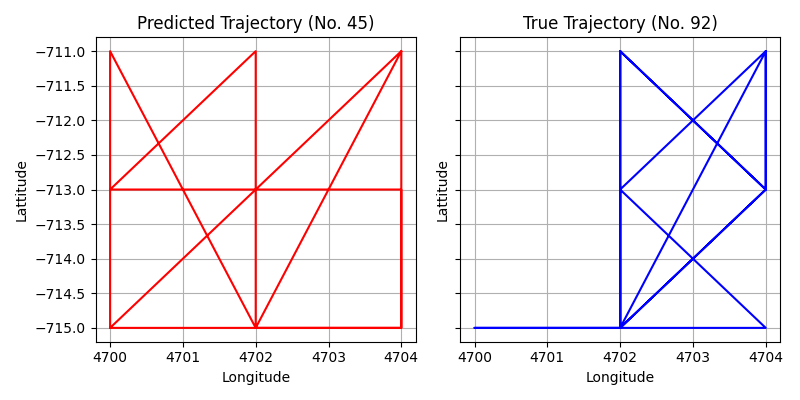 Predicted Trajectory (No. 45)
True Trajectory (No. 92)
−711.0
−711.5
−712.0
−712.5
−713.0
−713.5
−714.0
−714.5
−715.0
Lattitude
Lattitude
4700 4701 4702 4703 4704
4700 4701 4702 4703 4704
Longitude
Longitude